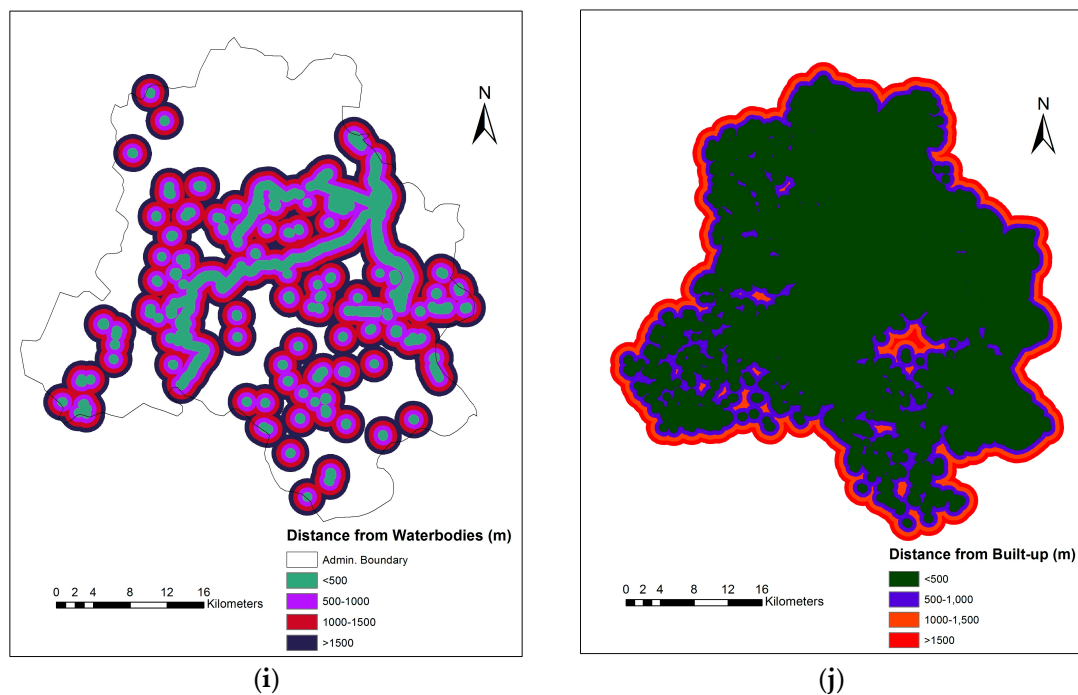 N
Distance from Waterbodies (m)
Admin. Boundary
<500
500-1000
1000-1500
>1500
0 2 4 8 12 16
Kilometers
(i)
N
Distance from Built-up (m)
<500
500-1,000
1000-1,500
>1500
0 2 4 8 12 16
Kilometers
(j)